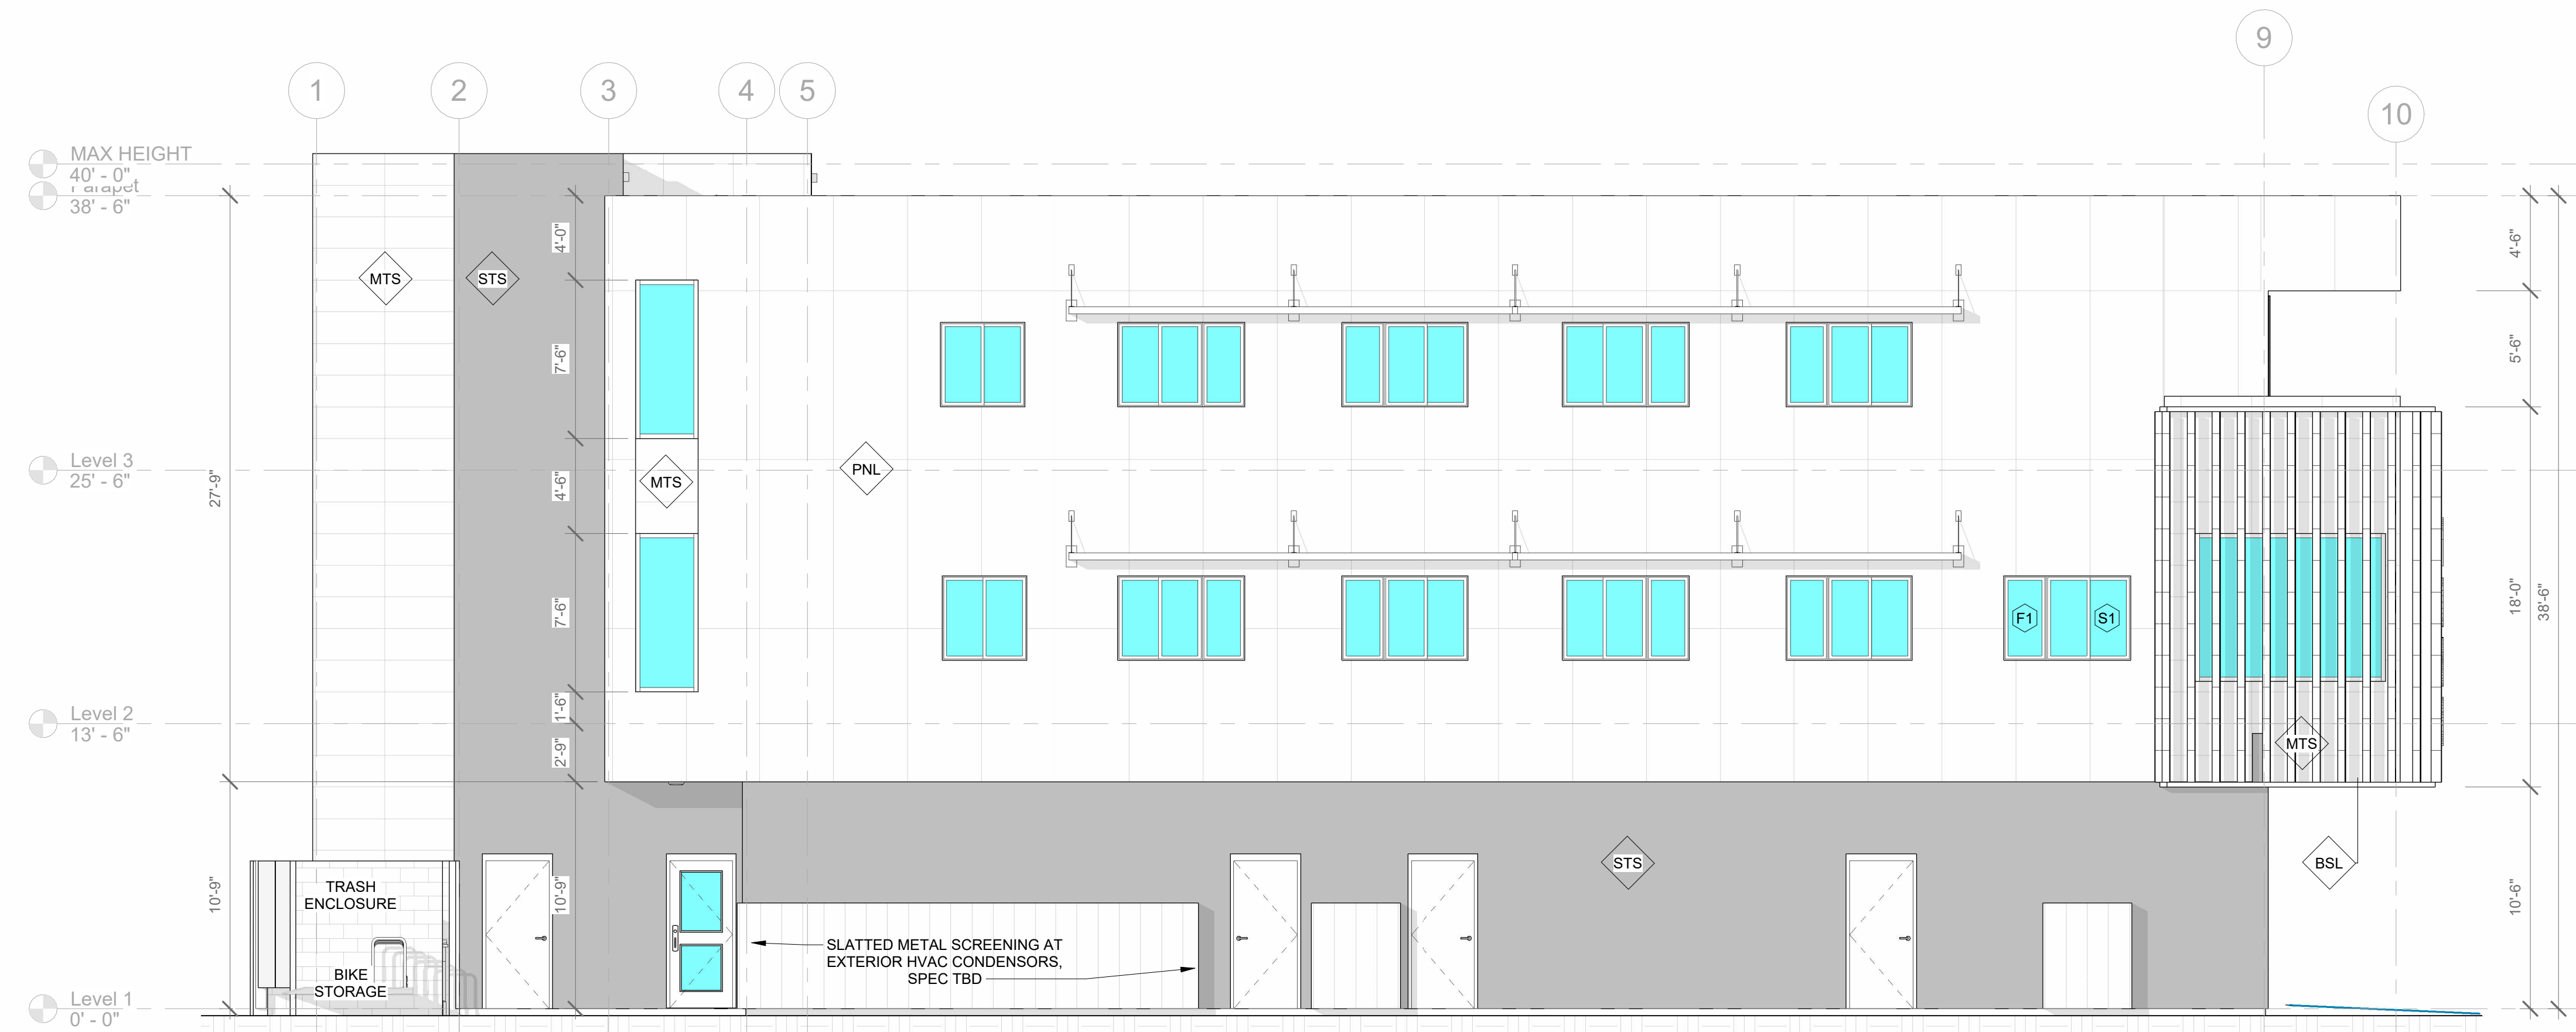 9
1
2
3
4
5
10
MAX HEIGHT
40' - 0"
Parapet
38' - 6"
4'-0"
4'-6"
MTS
STS
7'-6"
5'-6"
Level 3
25' - 6"
27'-9"
4'-6"
MTS
PNL
7'-6"
F1
S1
18'-0"
38'-6"
Level 2
13' - 6"
1'-6"
2'-9"
MTS
STS
BSL
10'-9"
10'-9"
10'-6"
TRASH
ENCLOSURE
BIKE
STORAGE
SLATTED METAL SCREENING AT
EXTERIOR HVAC CONDENSORS,
SPEC TBD
Level 1
0' - 0"